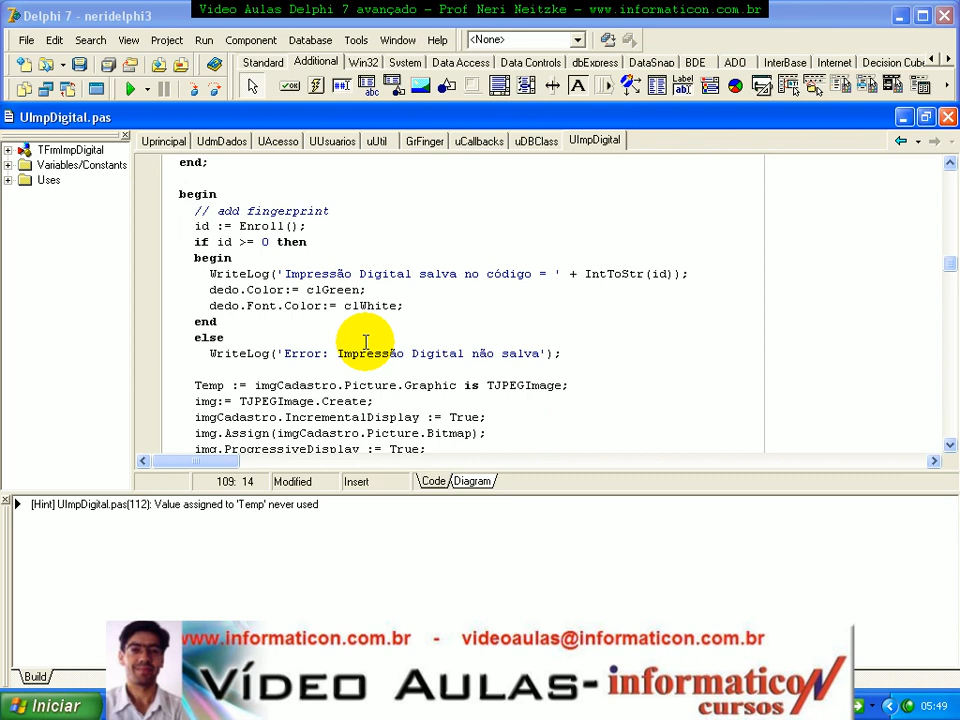 Video Aulas Delphi 7 avançado - Prof Neri Neitzke - www.informaticon.com.br
Delphi 7 - neridelphi3
File Edit Search View Project Run Component Database Tools Window Help <None>
Standard Additional Win32 System Data Access Data Controls dbExpress DataSnap BDE ADO InterBase Internet Decision Cube
UImpDigital.pas
TFrmImpDigital
Variables/Constants
Uses
Uprincipal UdmDados UAcesso UUsuarios uUtil GrFinger uCallbacks uDBClass UImpDigital
end;
begin
// add fingerprint
id := Enroll();
if id >= 0 then
begin
WriteLog('Impressão Digital salva no código = ' + IntToStr(id));
dedo.Color:= clGreen;
dedo.Font.Color:= clWhite;
end
else
WriteLog('Error: Impressão Digital não salva');
Temp := imgCadastro.Picture.Graphic is TJPEGImage;
img:= TJPEGImage.Create;
imgCadastro.IncrementalDisplay := True;
img.Assign(imgCadastro.Picture.Bitmap);
img.ProgressiveDisplay := True;
109: 14 Modified Insert Code Diagram
[Hint] UImpDigital.pas(112): Value assigned to 'Temp' never used
www.informaticon.com.br - videoaulas@informaticon.com.br
Vídeo Aulas- informaticoN
cursos
Build
Iniciar
05:49